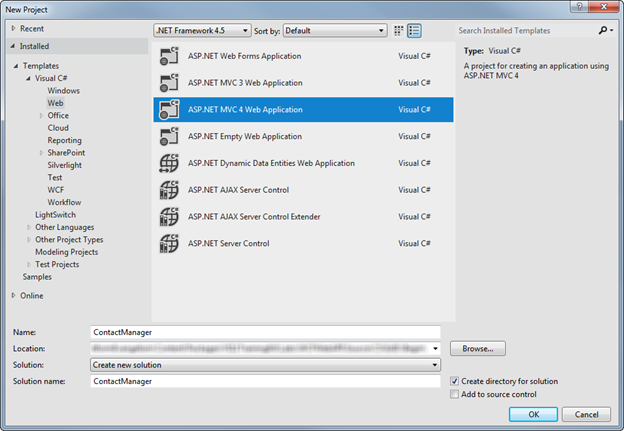 New Project
Recent
Installed
.NET Framework 4.5 Sort by: Default
Search Installed Templates
Templates
Visual C#
Windows
Web
Office
Cloud
Reporting
SharePoint
Silverlight
Test
WCF
Workflow
LightSwitch
Other Languages
Other Project Types
Modeling Projects
Test Projects
Samples
Online
ASP.NET Web Forms Application Visual C#
ASP.NET MVC 3 Web Application Visual C#
ASP.NET MVC 4 Web Application Visual C#
ASP.NET Empty Web Application Visual C#
ASP.NET Dynamic Data Entities Web Application Visual C#
ASP.NET AJAX Server Control Visual C#
ASP.NET AJAX Server Control Extender Visual C#
ASP.NET Server Control Visual C#
Type: Visual C#
A project for creating an application using
ASP.NET MVC 4
Name: ContactManager
Location: Browse...
Solution: Create new solution
Solution name: ContactManager
Create directory for solution
Add to source control
OK Cancel